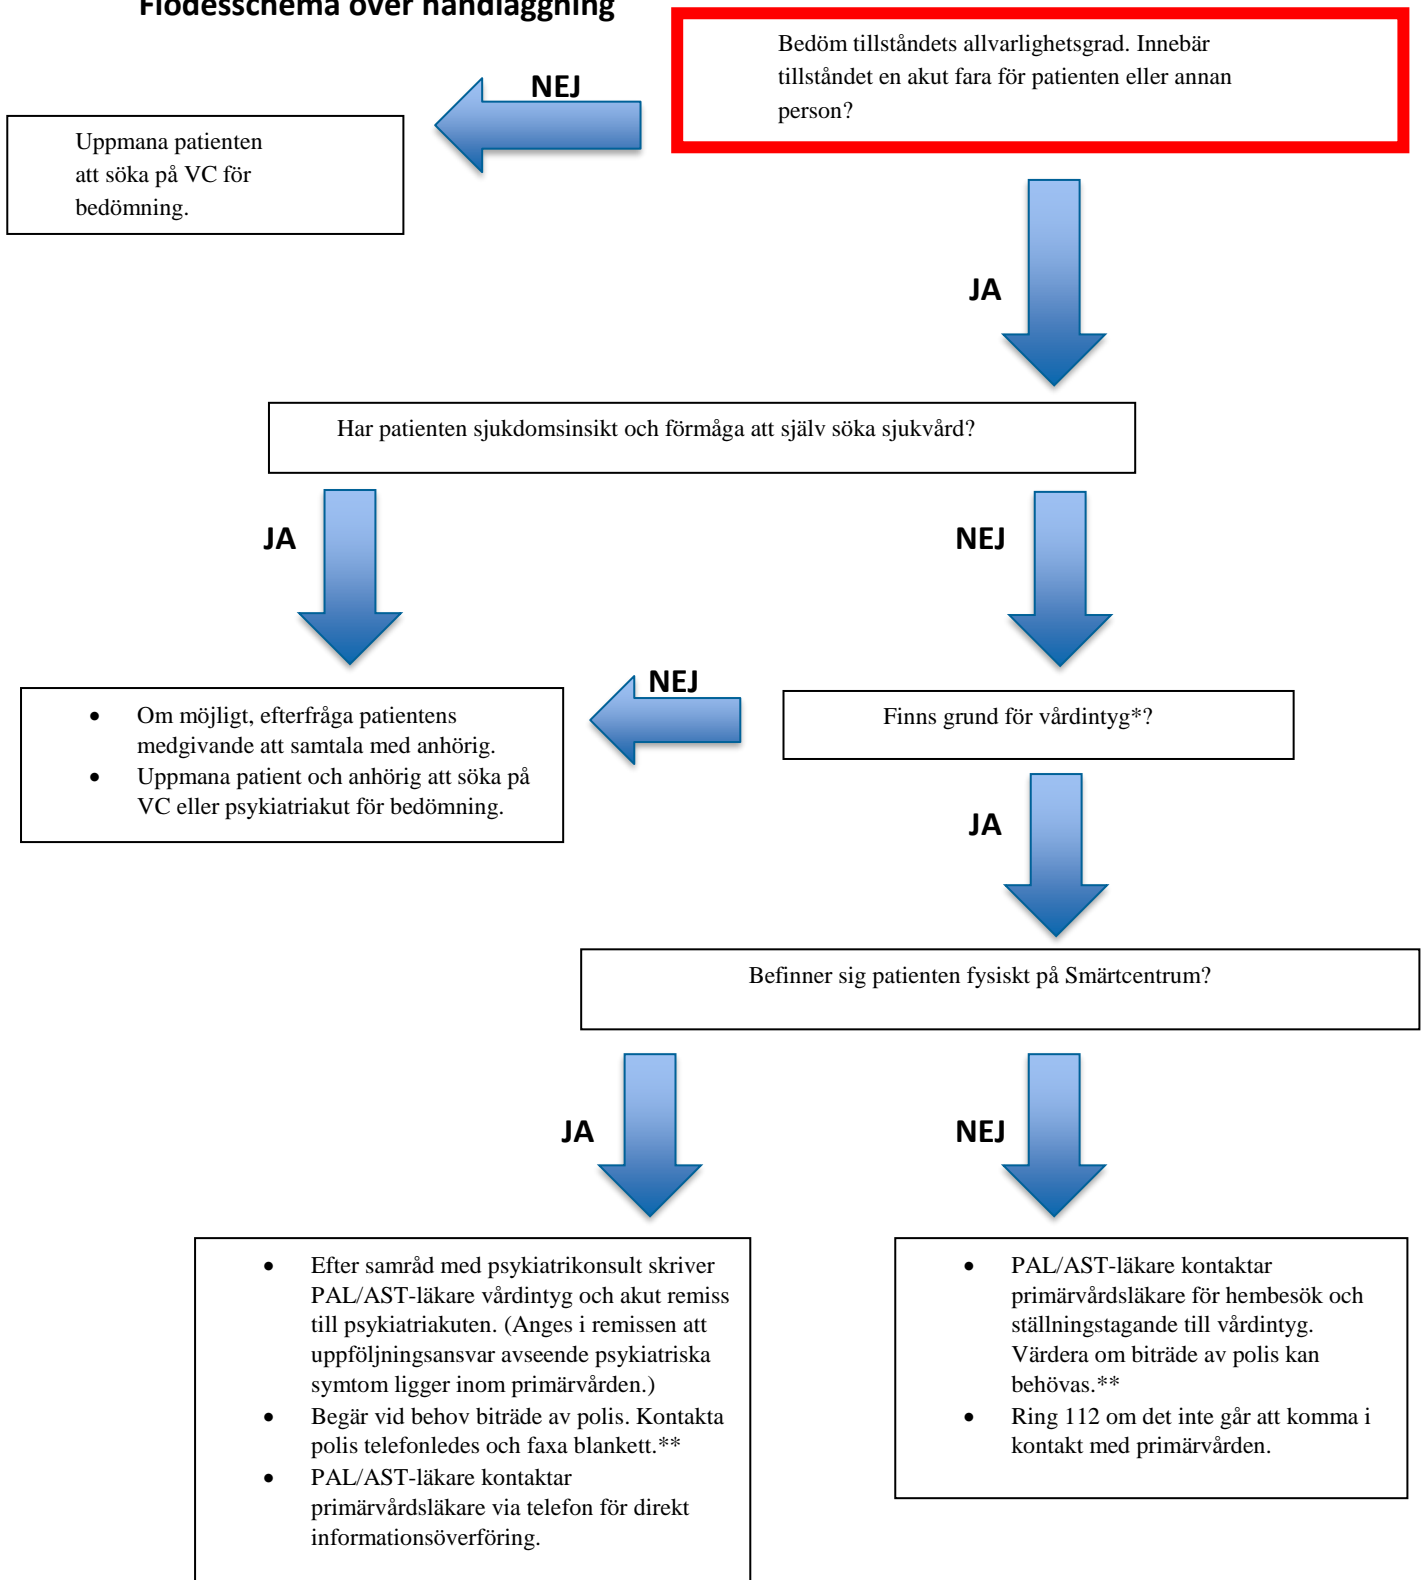 Flödesschema över handläggning
Bedöm tillståndets allvarlighetsgrad. Innebär
tillståndet en akut fara för patienten eller annan
person?
NEJ
Uppmana patienten
att söka på VC för
bedömning.
JA
Har patienten sjukdomsinsikt och förmåga att själv söka sjukvård?
JA
NEJ
• Om möjligt, efterfråga patientens
medgivande att samtala med anhörig.
• Uppmana patient och anhörig att söka på
VC eller psykiatriakut för bedömning.
NEJ
Finns grund för vårdintyg*?
JA
Befinner sig patienten fysiskt på Smärtcentrum?
JA
NEJ
• Efter samråd med psykiatrikonsult skriver
PAL/AST-läkare vårdintyg och akut remiss
till psykiatriakuten. (Anges i remissen att
uppföljningsansvar avseende psykiatriska
symtom ligger inom primärvården.)
• Begär vid behov biträde av polis. Kontakta
polis telefonledes och faxa blankett.**
• PAL/AST-läkare kontaktar
primärvårdsläkare via telefon för direkt
informationsöverföring.
• PAL/AST-läkare kontaktar
primärvårdsläkare för hembesök och
ställningstagande till vårdintyg.
Värdera om biträde av polis kan
behövas.**
• Ring 112 om det inte går att komma i
kontakt med primärvården.